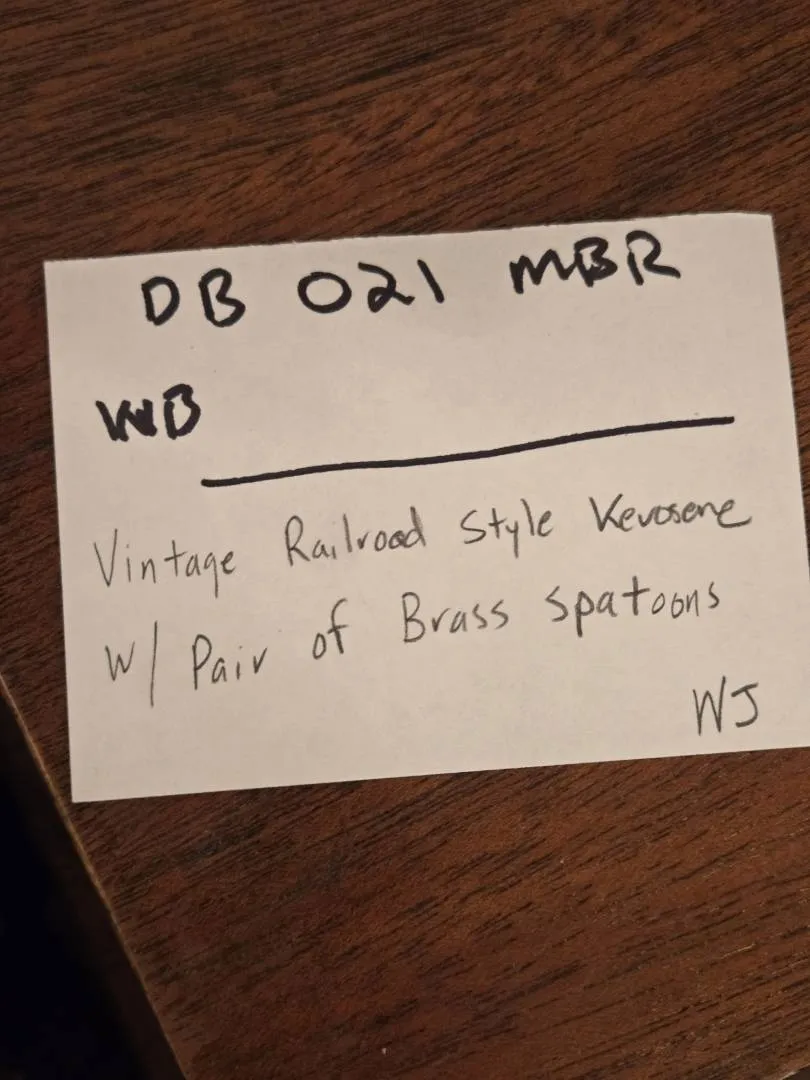 DB 021 MBR
WB
Vintage Railroad Style Kerosene
W/ Pair of Brass Spatoons
WJ